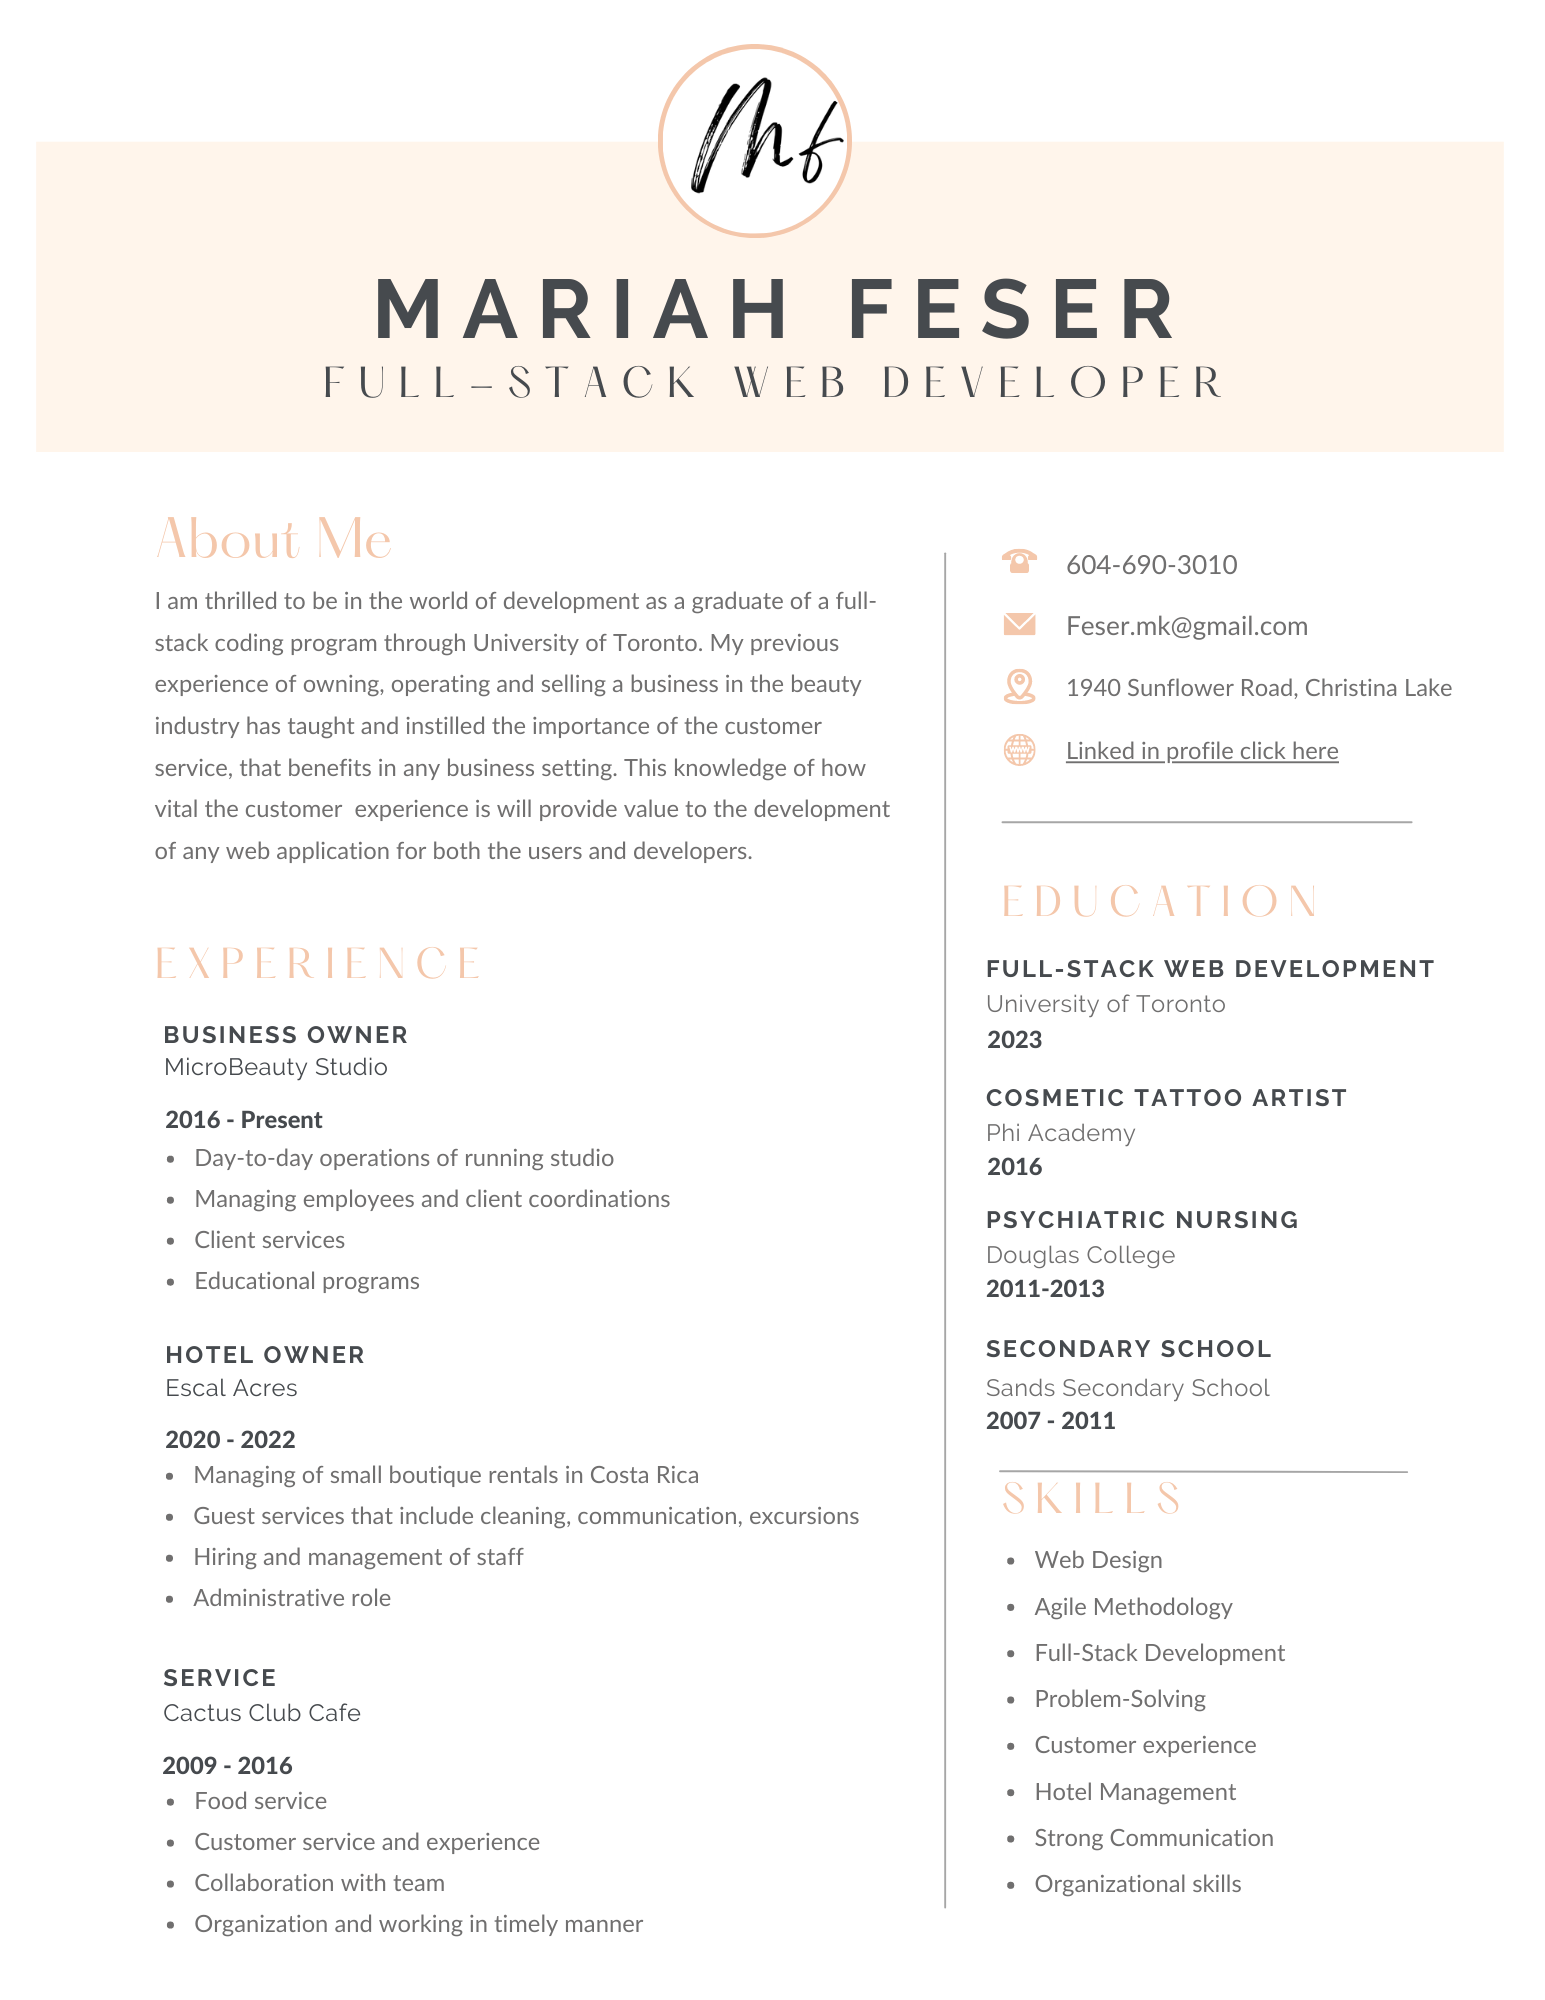 Mf
MARIAH FESER
FULL-STACK WEB DEVELOPER
About Me
I am thrilled to be in the world of development as a graduate of a full-
stack coding program through University of Toronto. My previous
experience of owning, operating and selling a business in the beauty
industry has taught and instilled the importance of the customer
service, that benefits in any business setting. This knowledge of how
vital the customer  experience is will provide value to the development
of any web application for both the users and developers.
EXPERIENCE
BUSINESS OWNER
MicroBeauty Studio
2016 - Present
• Day-to-day operations of running studio
• Managing employees and client coordinations
• Client services
• Educational programs
HOTEL OWNER
Escal Acres
2020 - 2022
• Managing of small boutique rentals in Costa Rica
• Guest services that include cleaning, communication, excursions
• Hiring and management of staff
• Administrative role
SERVICE
Cactus Club Cafe
2009 - 2016
• Food service
• Customer service and experience
• Collaboration with team
• Organization and working in timely manner
604-690-3010
Feser.mk@gmail.com
1940 Sunflower Road, Christina Lake
Linked in profile click here
EDUCATION
FULL-STACK WEB DEVELOPMENT
University of Toronto
2023
COSMETIC TATTOO ARTIST
Phi Academy
2016
PSYCHIATRIC NURSING
Douglas College
2011-2013
SECONDARY SCHOOL
Sands Secondary School
2007 - 2011
SKILLS
• Web Design
• Agile Methodology
• Full-Stack Development
• Problem-Solving
• Customer experience
• Hotel Management
• Strong Communication
• Organizational skills